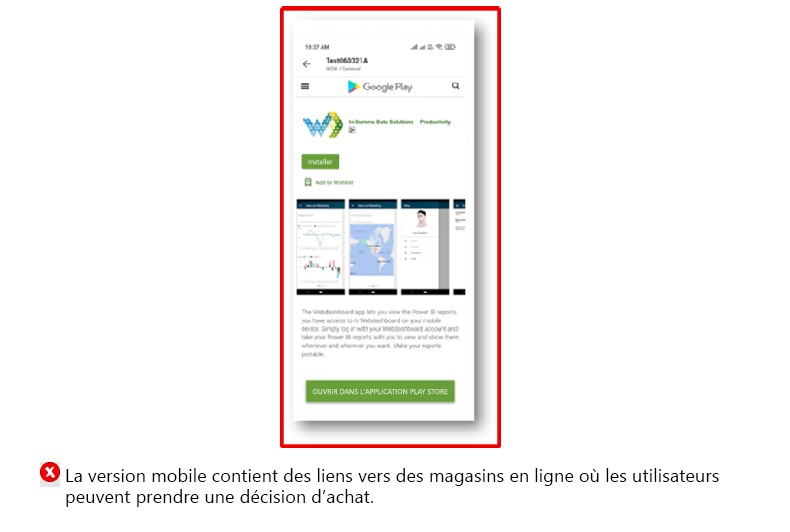 10:37 AM
Test060321A
WDB / General
Google Play
In Summa Data Solutions Productivity
Installer
Add to Wishlist
The Webdashboard app lets you view the Power BI reports
you have access to in Webdashboard on your mobile
device. Simply log in with your Webdashboard account and
take your Power BI reports with you to view and show them
whenever and wherever you want. Make your reports
portable.
OUVRIR DANS L'APPLICATION PLAY STORE
La version mobile contient des liens vers des magasins en ligne où les utilisateurs
peuvent prendre une décision d’achat.